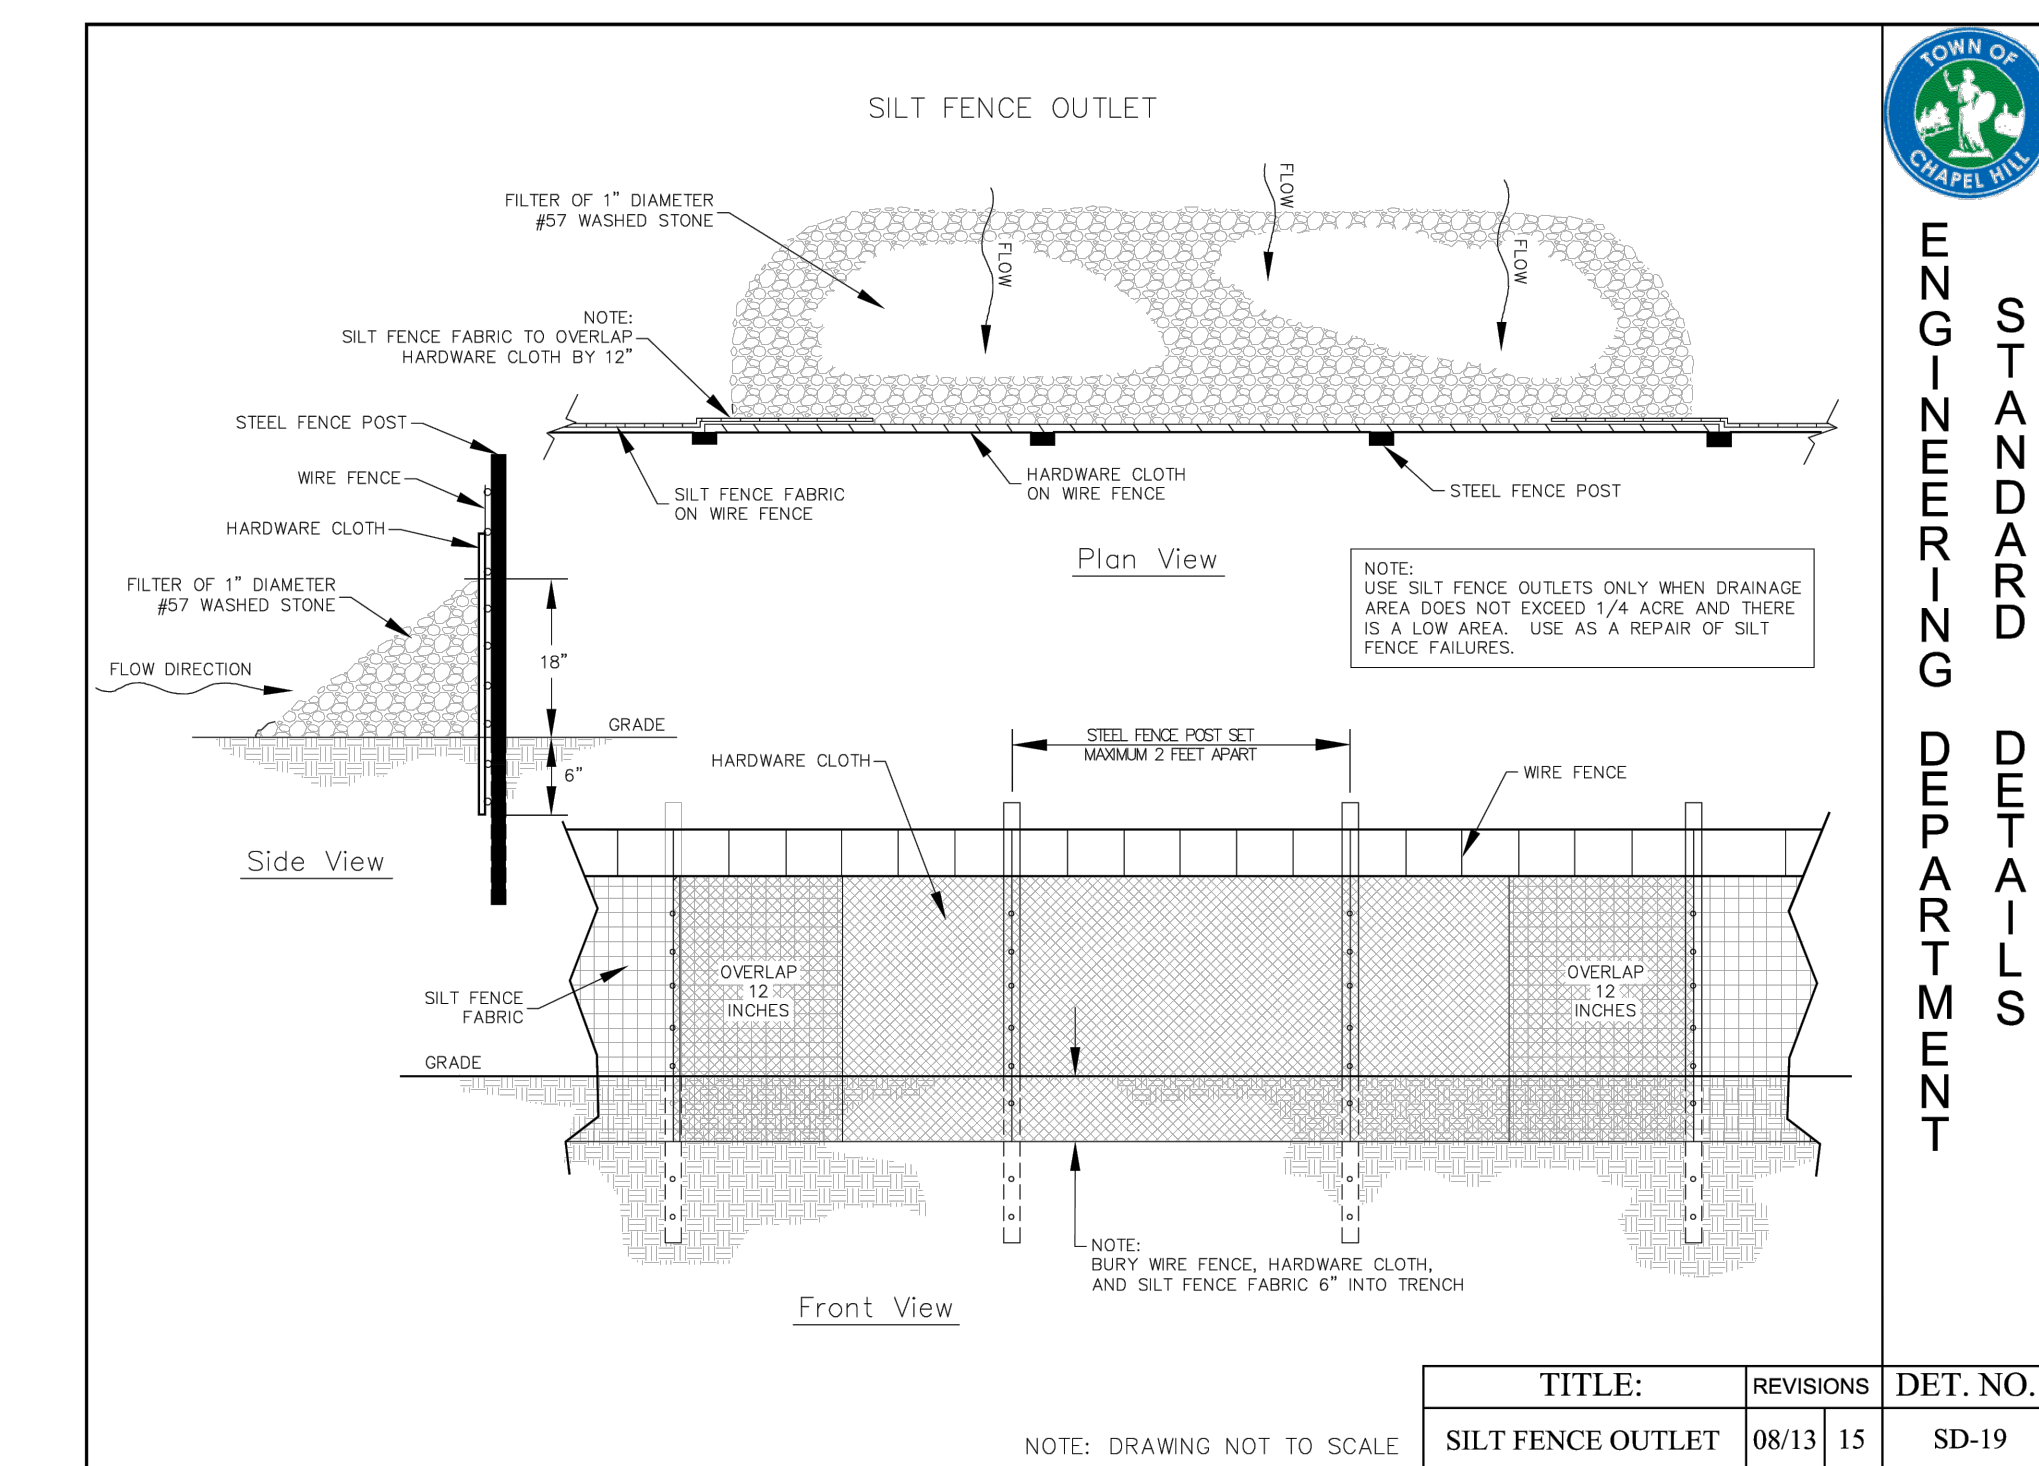 SILT FENCE OUTLET
FILTER OF 1” DIAMETER
#57 WASHED STONE
FLOW
FLOW
FLOW
NOTE:
SILT FENCE FABRIC TO OVERLAP
HARDWARE CLOTH BY 12”
STEEL FENCE POST
WIRE FENCE
HARDWARE CLOTH
FILTER OF 1” DIAMETER
#57 WASHED STONE
FLOW DIRECTION
18”
GRADE
6”
Side View
SILT FENCE FABRIC
ON WIRE FENCE
HARDWARE CLOTH
ON WIRE FENCE
STEEL FENCE POST
Plan View
NOTE:
USE SILT FENCE OUTLETS ONLY WHEN DRAINAGE
AREA DOES NOT EXCEED 1/4 ACRE AND THERE
IS A LOW AREA. USE AS A REPAIR OF SILT
FENCE FAILURES.
STEEL FENCE POST SET
MAXIMUM 2 FEET APART
HARDWARE CLOTH
WIRE FENCE
OVERLAP
12
INCHES
OVERLAP
12
INCHES
SILT FENCE
FABRIC
GRADE
NOTE:
BURY WIRE FENCE, HARDWARE CLOTH,
AND SILT FENCE FABRIC 6” INTO TRENCH
Front View
NOTE: DRAWING NOT TO SCALE
TOWN OF
CHAPEL HILL
ENGINEERING DEPARTMENT
STANDARD DETAILS
TITLE:
REVISIONS
DET. NO.
SILT FENCE OUTLET
08/13
15
SD-19